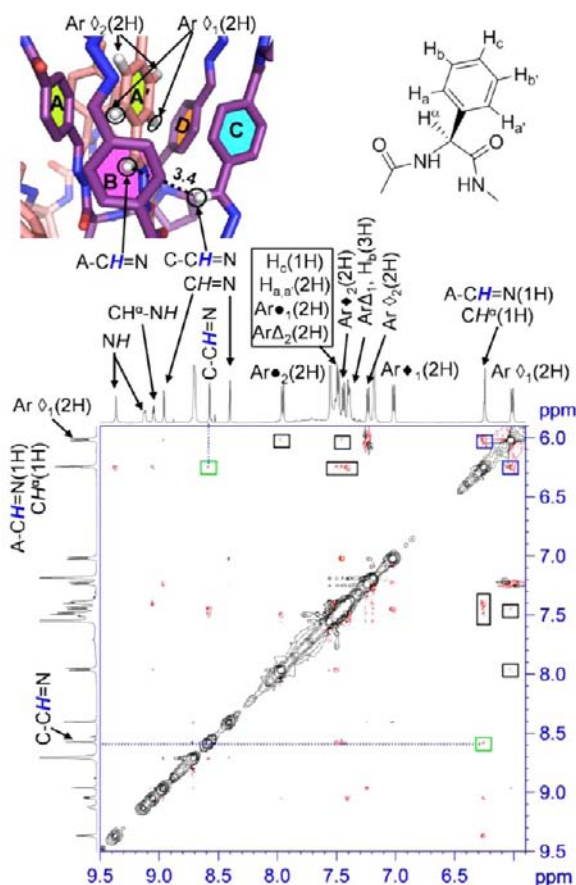 Ar ◊₂(2H) Ar ◊₁(2H)
A A' D C
B 3.4
Hb Hc Hb' Ha Ha' Hα
O N H O NH
A-CH=N C-CH=N
CH=N
CHα-NH
NH
C-CH=N
Hc(1H)
Ha,a'(2H)
Ar●₁(2H)
ArΔ₂(2H)
Ar♦₂(2H)
ArΔ₁, Hb(3H)
Ar ◊₂(2H)
A-CH=N(1H)
CHα(1H)
Ar●₂(2H) Ar♦₁(2H) Ar ◊₁(2H)
ppm
Ar ◊₁(2H)
A-CH=N(1H)
CHα(1H)
C-CH=N
6.0
6.5
7.0
7.5
8.0
8.5
9.0
9.5
9.5 9.0 8.5 8.0 7.5 7.0 6.5 ppm